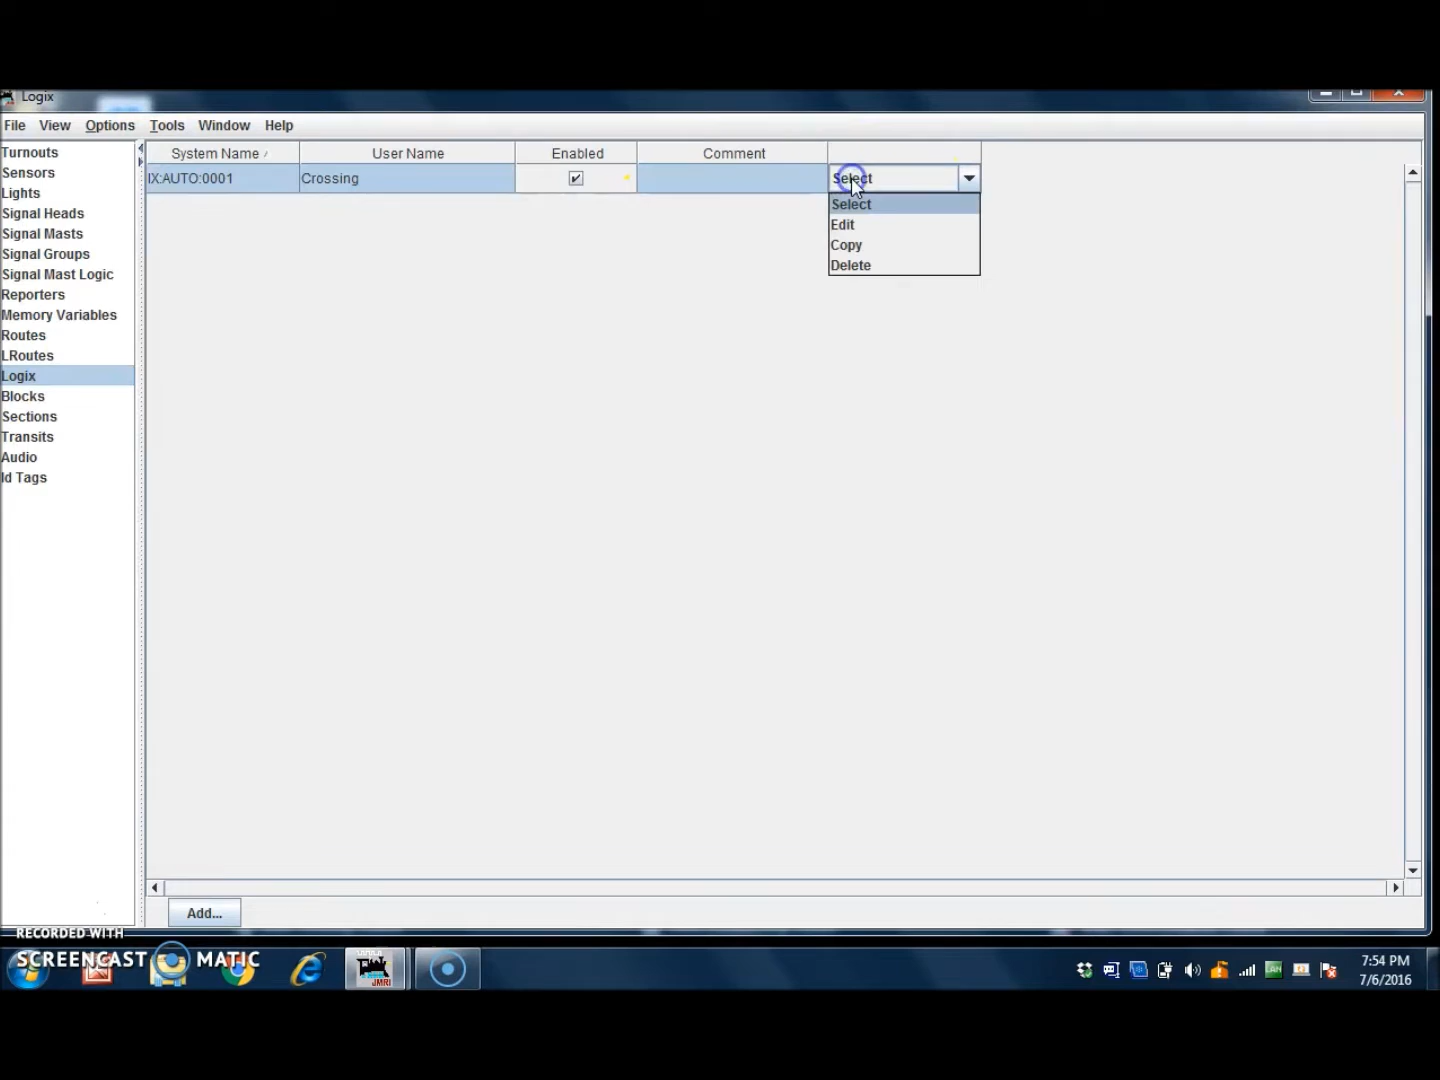 Logix
File View Options Tools Window Help
System Name User Name Enabled Comment
IX:AUTO:0001 Crossing Select
Select
Edit
Copy
Delete
Turnouts
Sensors
Lights
Signal Heads
Signal Masts
Signal Groups
Signal Mast Logic
Reporters
Memory Variables
Routes
LRoutes
Logix
Blocks
Sections
Transits
Audio
Id Tags
Add...
RECORDED WITH
SCREENCAST MATIC
JMRI
7:54 PM
7/6/2016